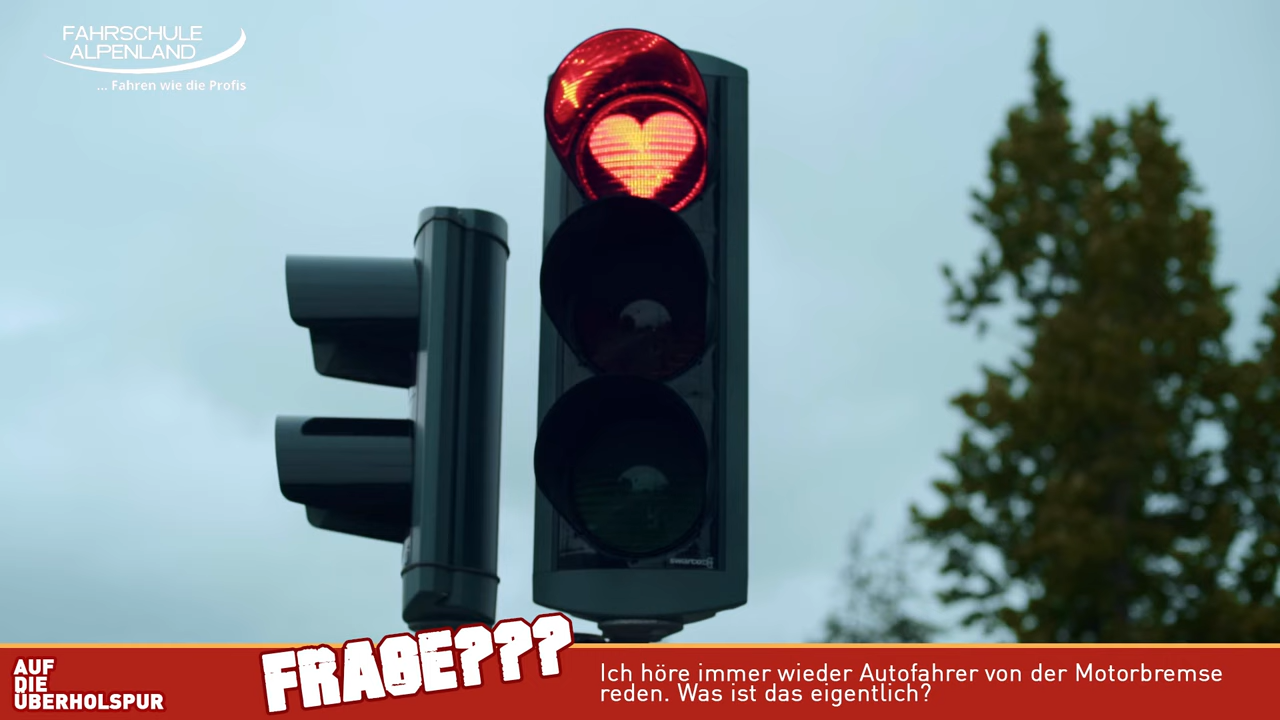 FAHRSCHULE
ALPENLAND
... Fahren wie die Profis
AUF
DIE
ÜBERHOLSPUR
FRAGE???
Ich höre immer wieder Autofahrer von der Motorbremse
reden. Was ist das eigentlich?